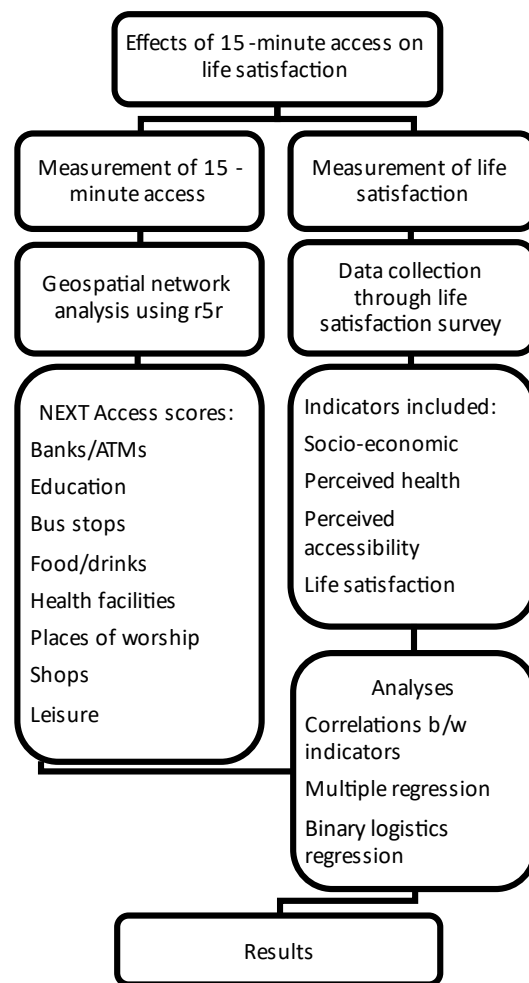 Effects of 15 -minute access on
life satisfaction
Measurement of 15 -
minute access
Measurement of life
satisfaction
Geospatial network
analysis using r5r
Data collection
through life
satisfaction survey
NEXT Access scores:
Banks/ATMs
Education
Bus stops
Food/drinks
Health facilities
Places of worship
Shops
Leisure
Indicators included:
Socio-economic
Perceived health
Perceived
accessibility
Life satisfaction
Analyses
Correlations b/w
indicators
Multiple regression
Binary logistics
regression
Results